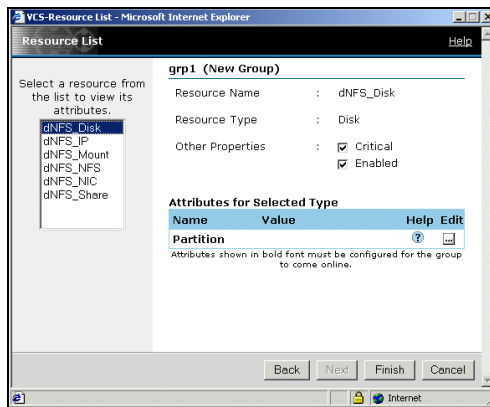 VCS-Resource List - Microsoft Internet Explorer
Resource List
Help
Select a resource from
the list to view its
attributes.
dNFS_Disk
dNFS_IP
dNFS_Mount
dNFS_NFS
dNFS_NIC
dNFS_Share
grp1 (New Group)
Resource Name : dNFS_Disk
Resource Type : Disk
Other Properties : Critical
Enabled
Attributes for Selected Type
Name Value Help Edit
Partition ? ...
Attributes shown in bold font must be configured for the group
to come online.
Back Next Finish Cancel
Internet